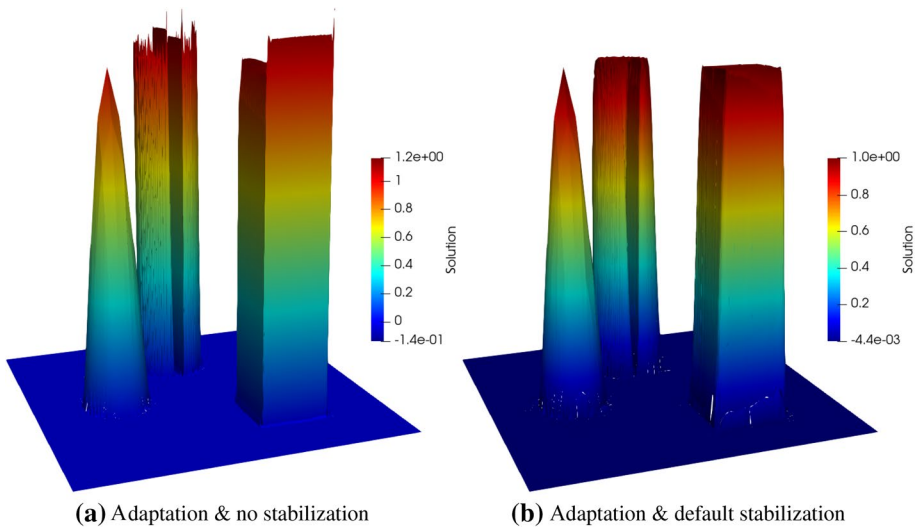 1.2e+00
1
0.8
0.6
0.4
0.2
0
-1.4e-01
Solution
(a) Adaptation & no stabilization
1.0e+00
0.8
0.6
0.4
0.2
-4.4e-03
Solution
(b) Adaptation & default stabilization